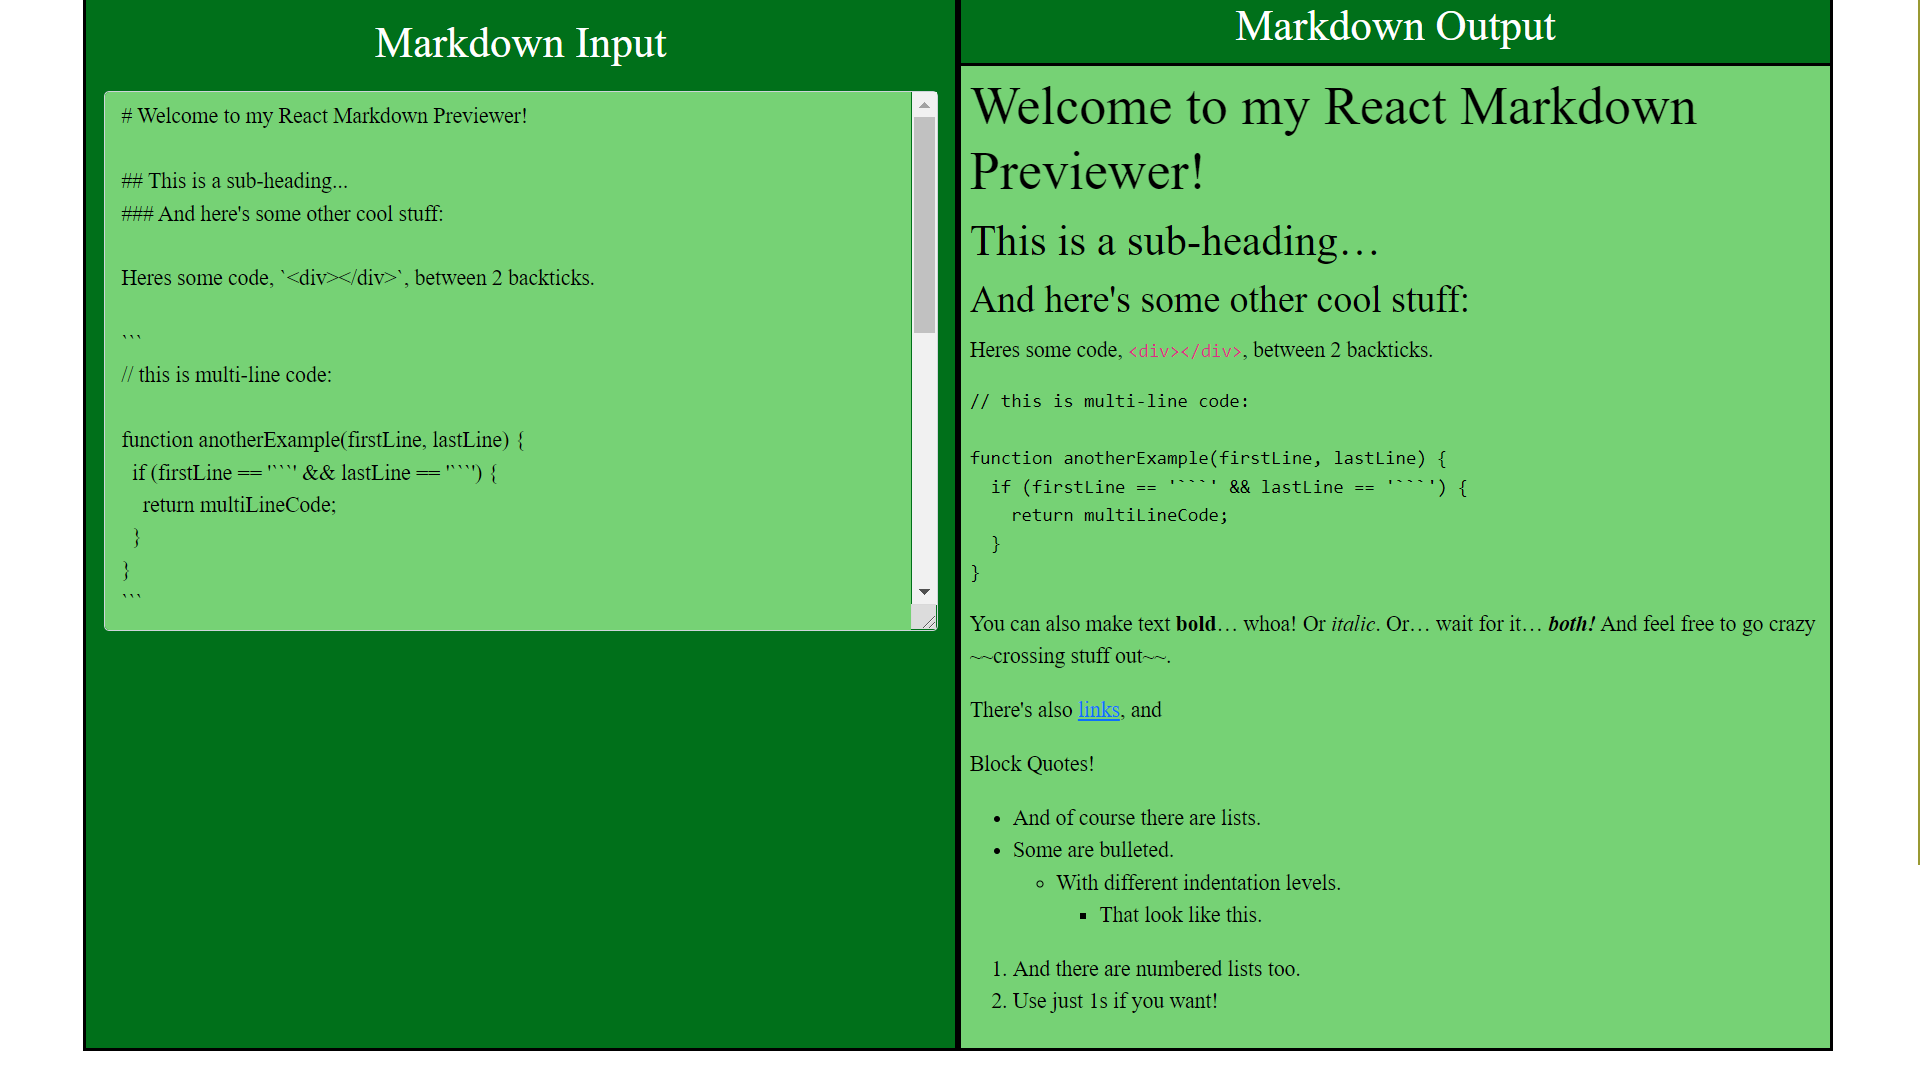 Markdown Input
# Welcome to my React Markdown Previewer!
## This is a sub-heading...
### And here's some other cool stuff:
Heres some code, `<div></div>`, between 2 backticks.
```
// this is multi-line code:
function anotherExample(firstLine, lastLine) {
  if (firstLine == '```' && lastLine == '```') {
    return multiLineCode;
  }
}
```
Markdown Output
Welcome to my React Markdown
Previewer!
This is a sub-heading…
And here's some other cool stuff:
Heres some code, <div></div>, between 2 backticks.
// this is multi-line code:
function anotherExample(firstLine, lastLine) {
  if (firstLine == '```' && lastLine == '```') {
    return multiLineCode;
  }
}
You can also make text bold… whoa! Or italic. Or… wait for it… both! And feel free to go crazy
~~crossing stuff out~~.
There's also links, and
Block Quotes!
• And of course there are lists.
• Some are bulleted.
◦ With different indentation levels.
▪ That look like this.
1. And there are numbered lists too.
2. Use just 1s if you want!